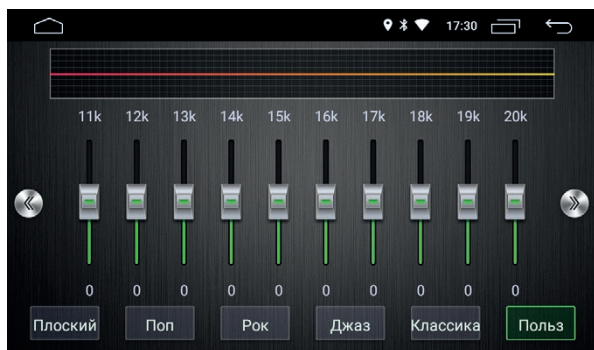 17:30
11k 12k 13k 14k 15k 16k 17k 18k 19k 20k
0 0 0 0 0 0 0 0 0 0
Плоский Поп Рок Джаз Классика Польз